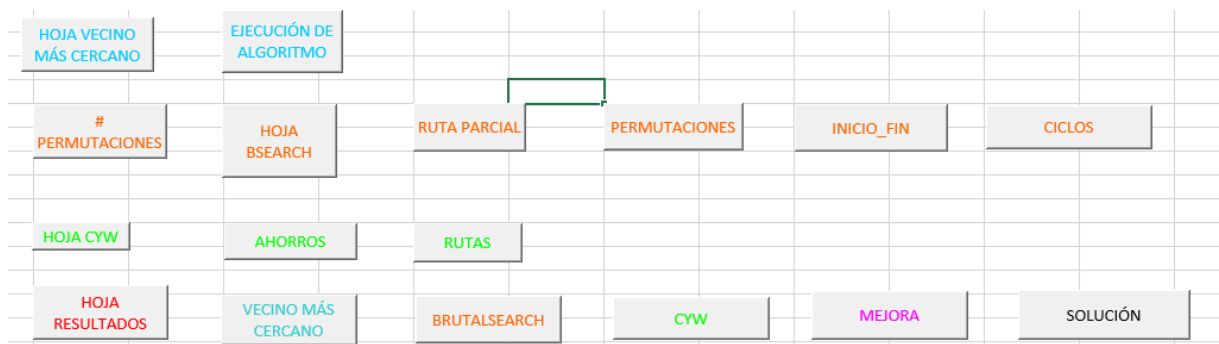 HOJA VECINO
MÁS CERCANO
EJECUCIÓN DE
ALGORITMO
#
PERMUTACIONES
HOJA
BSEARCH
RUTA PARCIAL
PERMUTACIONES
INICIO_FIN
CICLOS
HOJA CYW
AHORROS
RUTAS
HOJA
RESULTADOS
VECINO MÁS
CERCANO
BRUTALSEARCH
CYW
MEJORA
SOLUCIÓN